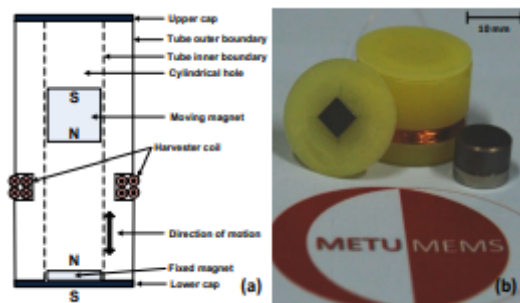 Upper cap
Tube outer boundary
Tube inner boundary
Cylindrical hole
S
Moving magnet
N
Harvester coil
Direction of motion
N
Fixed magnet
(a)
Lower cap
S
10 mm
METU MEMS
(b)